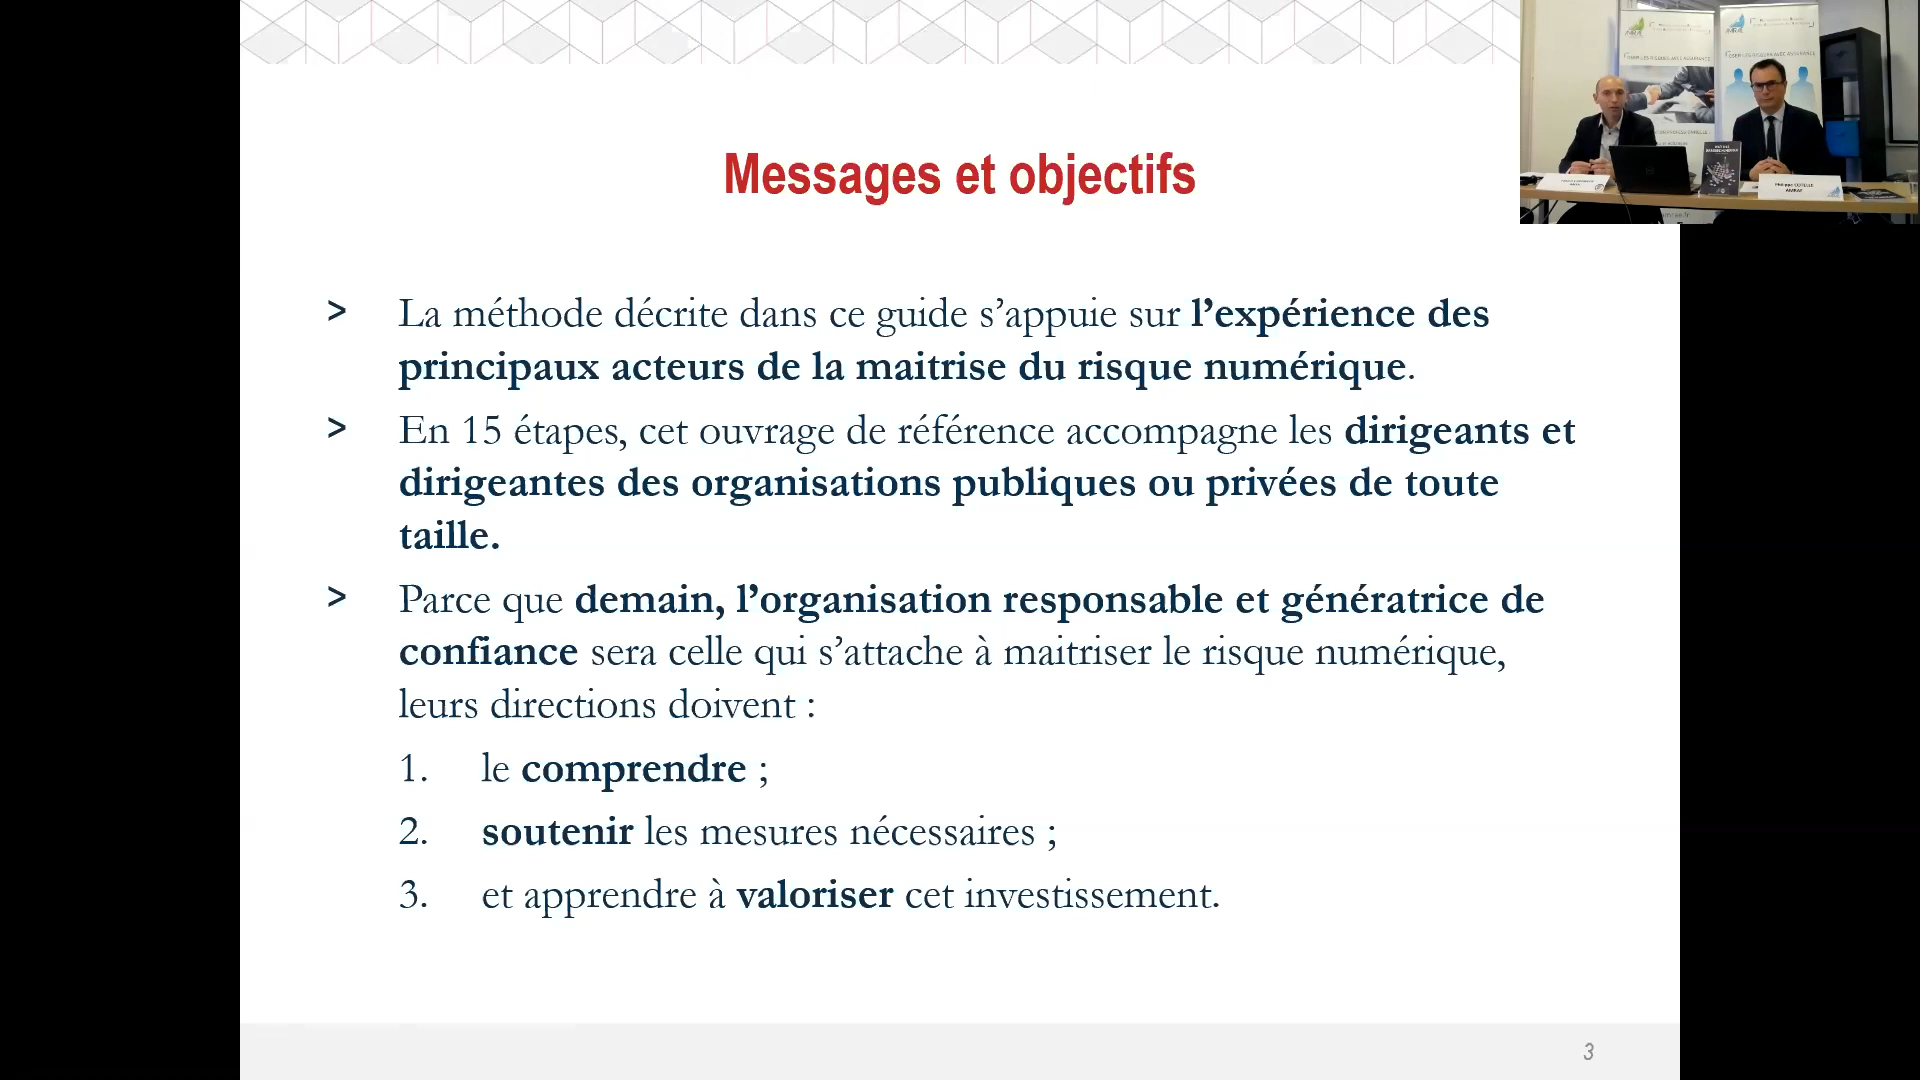 Messages et objectifs
> La méthode décrite dans ce guide s’appuie sur l’expérience des
principaux acteurs de la maitrise du risque numérique.
> En 15 étapes, cet ouvrage de référence accompagne les dirigeants et
dirigeantes des organisations publiques ou privées de toute
taille.
> Parce que demain, l’organisation responsable et génératrice de
confiance sera celle qui s’attache à maitriser le risque numérique,
leurs directions doivent :
1. le comprendre ;
2. soutenir les mesures nécessaires ;
3. et apprendre à valoriser cet investissement.
3
AMRAE
Philippe COTELLE
AMRAE